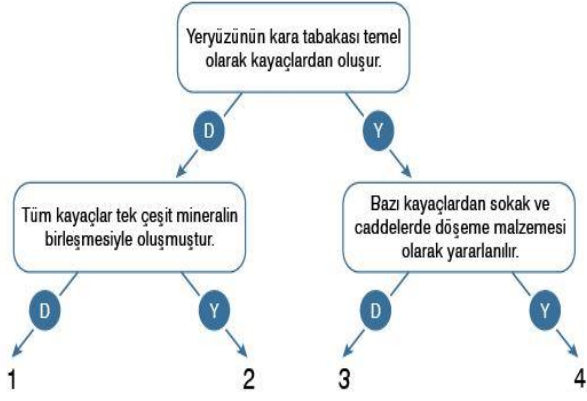 Yeryüzünün kara tabakası temel
olarak kayaçlardan oluşur.
D
Y
Tüm kayaçlar tek çeşit mineralin
birleşmesiyle oluşmuştur.
Bazı kayaçlardan sokak ve
caddelerde döşeme malzemesi
olarak yararlanılır.
D
Y
D
Y
1
2
3
4